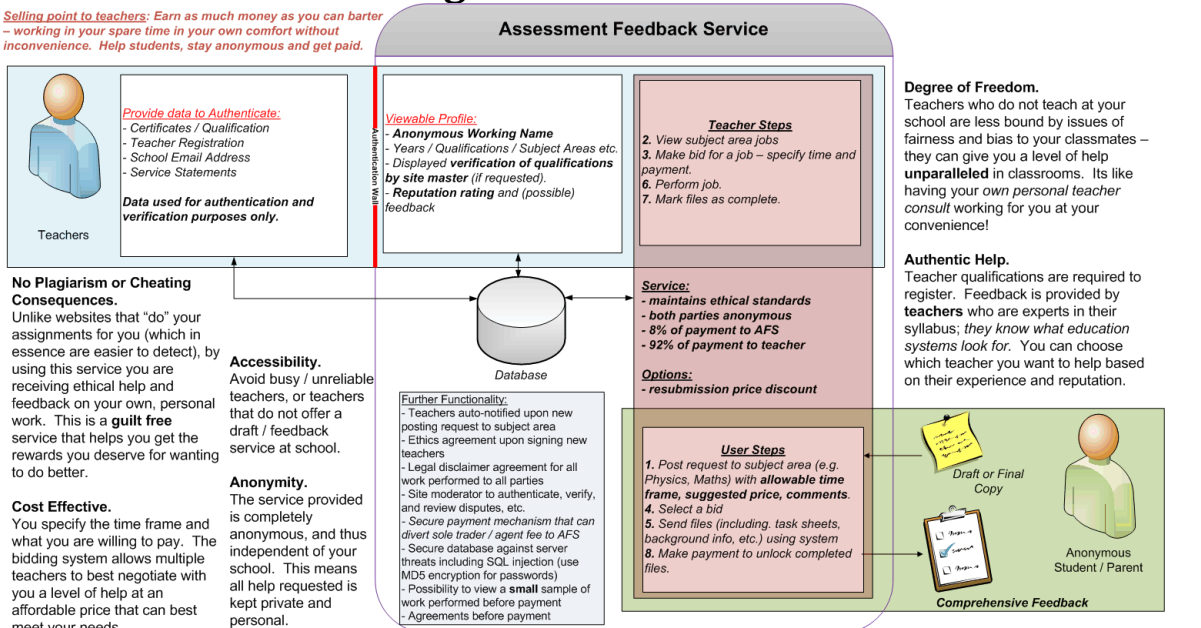 Selling point to teachers: Earn as much money as you can barter
– working in your spare time in your own comfort without
inconvenience. Help students, stay anonymous and get paid.
Assessment Feedback Service
Teachers
Provide data to Authenticate:
- Certificates / Qualification
- Teacher Registration
- School Email Address
- Service Statements
Data used for authentication and
verification purposes only.
Authentication Wall
Viewable Profile:
- Anonymous Working Name
- Years / Qualifications / Subject Areas etc.
- Displayed verification of qualifications
by site master (if requested).
- Reputation rating and (possible)
feedback
Teacher Steps
2. View subject area jobs
3. Make bid for a job – specify time and
payment.
6. Perform job.
7. Mark files as complete.
Degree of Freedom.
Teachers who do not teach at your
school are less bound by issues of
fairness and bias to your classmates –
they can give you a level of help
unparalleled in classrooms. Its like
having your own personal teacher
consult working for you at your
convenience!
Authentic Help.
Teacher qualifications are required to
register. Feedback is provided by
teachers who are experts in their
syllabus; they know what education
systems look for. You can choose
which teacher you want to help based
on their experience and reputation.
No Plagiarism or Cheating
Consequences.
Unlike websites that “do” your
assignments for you (which in
essence are easier to detect), by
using this service you are
receiving ethical help and
feedback on your own, personal
work. This is a guilt free
service that helps you get the
rewards you deserve for wanting
to do better.
Cost Effective.
You specify the time frame and
what you are willing to pay. The
bidding system allows multiple
teachers to best negotiate with
you a level of help at an
affordable price that can best
meet your needs
Accessibility.
Avoid busy / unreliable
teachers, or teachers
that do not offer a
draft / feedback
service at school.
Anonymity.
The service provided
is completely
anonymous, and thus
independent of your
school. This means
all help requested is
kept private and
personal.
Database
Further Functionality:
- Teachers auto-notified upon new
posting request to subject area
- Ethics agreement upon signing new
teachers
- Legal disclaimer agreement for all
work performed to all parties
- Site moderator to authenticate, verify,
and review disputes, etc.
- Secure payment mechanism that can
divert sole trader / agent fee to AFS
- Secure database against server
threats including SQL injection (use
MD5 encryption for passwords)
- Possibility to view a small sample of
work performed before payment
- Agreements before payment
Service:
- maintains ethical standards
- both parties anonymous
- 8% of payment to AFS
- 92% of payment to teacher
Options:
- resubmission price discount
User Steps
1. Post request to subject area (e.g.
Physics, Maths) with allowable time
frame, suggested price, comments.
4. Select a bid
5. Send files (including. task sheets,
background info, etc.) using system
8. Make payment to unlock completed
files.
Draft or Final
Copy
Anonymous
Student / Parent
Comprehensive Feedback